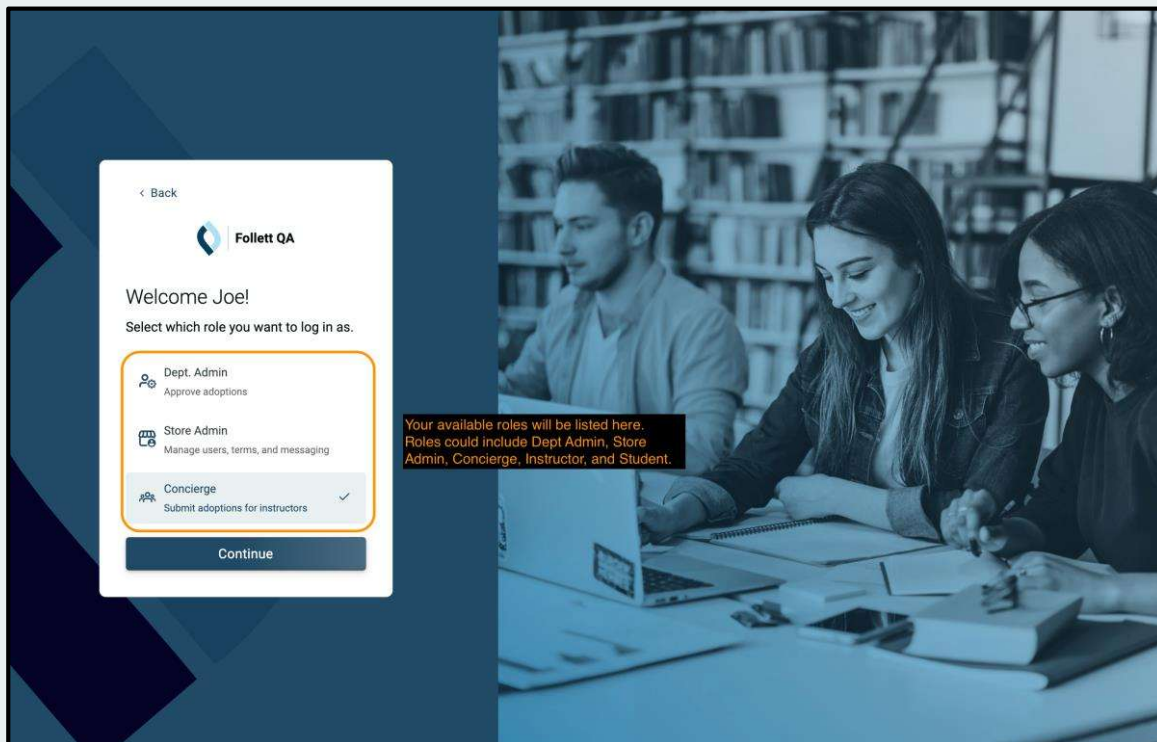 < Back
Follett QA
Welcome Joe!
Select which role you want to log in as.
Dept. Admin
Approve adoptions
Store Admin
Manage users, terms, and messaging
Concierge
Submit adoptions for instructors
Continue
Your available roles will be listed here.
Roles could include Dept Admin, Store
Admin, Concierge, Instructor, and Student.